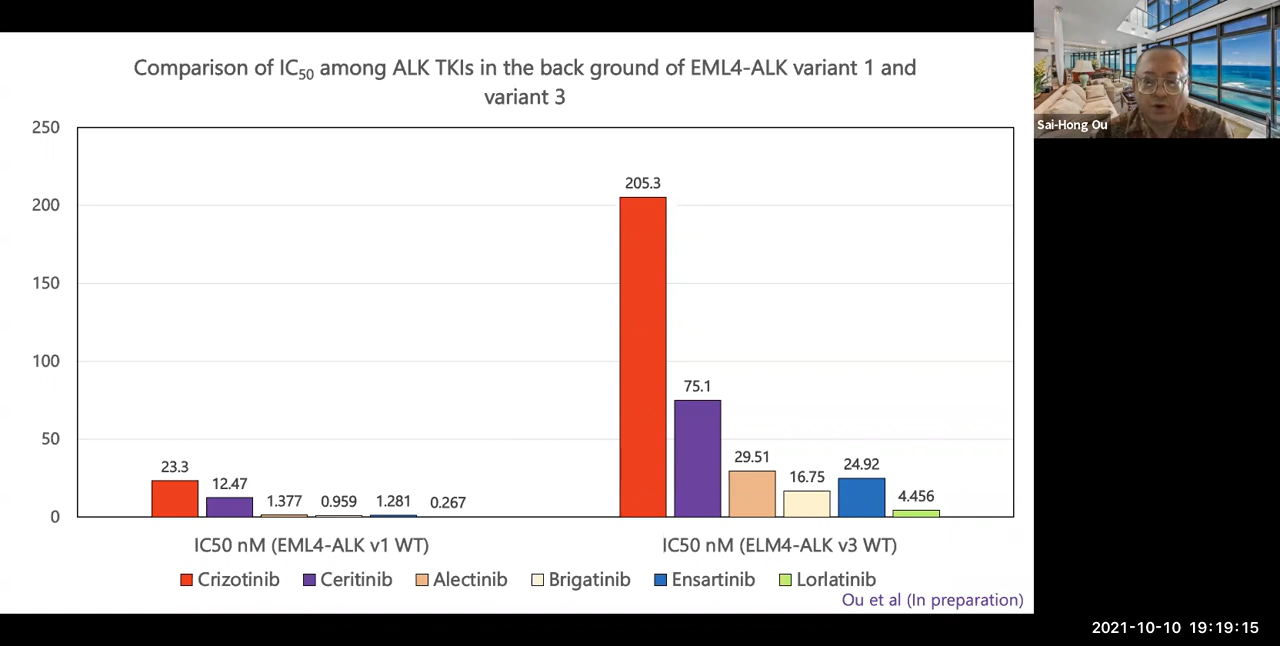 Comparison of IC50 among ALK TKIs in the back ground of EML4-ALK variant 1 and
variant 3
Sai-Hong Ou
250
200
150
100
50
0
23.3
12.47
1.377
0.959
1.281
0.267
205.3
75.1
29.51
16.75
24.92
4.456
IC50 nM (EML4-ALK v1 WT)
IC50 nM (ELM4-ALK v3 WT)
Crizotinib Ceritinib Alectinib Brigatinib Ensartinib Lorlatinib
Ou et al (In preparation)
2021-10-10 19:19:15